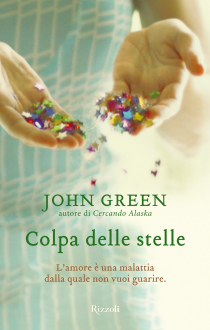 JOHN GREEN
autore di Cercando Alaska
Colpa delle stelle
L'amore è una malattia
dalla quale non vuoi guarire.
Rizzoli